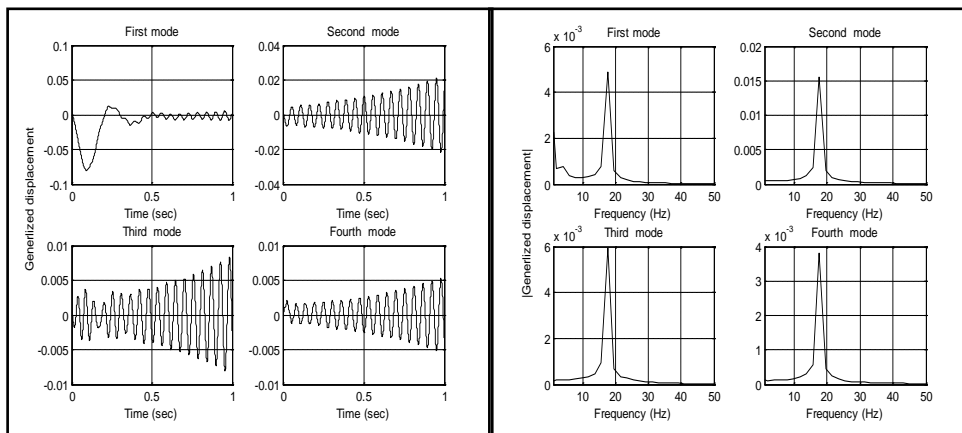 First mode
Second mode
0.1
0.05
0
-0.05
-0.1
0
0.5
1
Time (sec)
0.04
0.02
0
-0.02
-0.04
0
0.5
1
Time (sec)
Generlized displacement
Third mode
Fourth mode
0.01
0.005
0
-0.005
-0.01
0
0.5
1
Time (sec)
0.01
0.005
0
-0.005
-0.01
0
0.5
1
Time (sec)
First mode
Second mode
x 10-3
6
4
2
0
10 20 30 40 50
Frequency (Hz)
0.02
0.015
0.01
0.005
0
10 20 30 40 50
Frequency (Hz)
|Generlized displacement|
Third mode
Fourth mode
x 10-3
6
4
2
0
10 20 30 40 50
Frequency (Hz)
x 10-3
4
3
2
1
0
10 20 30 40 50
Frequency (Hz)